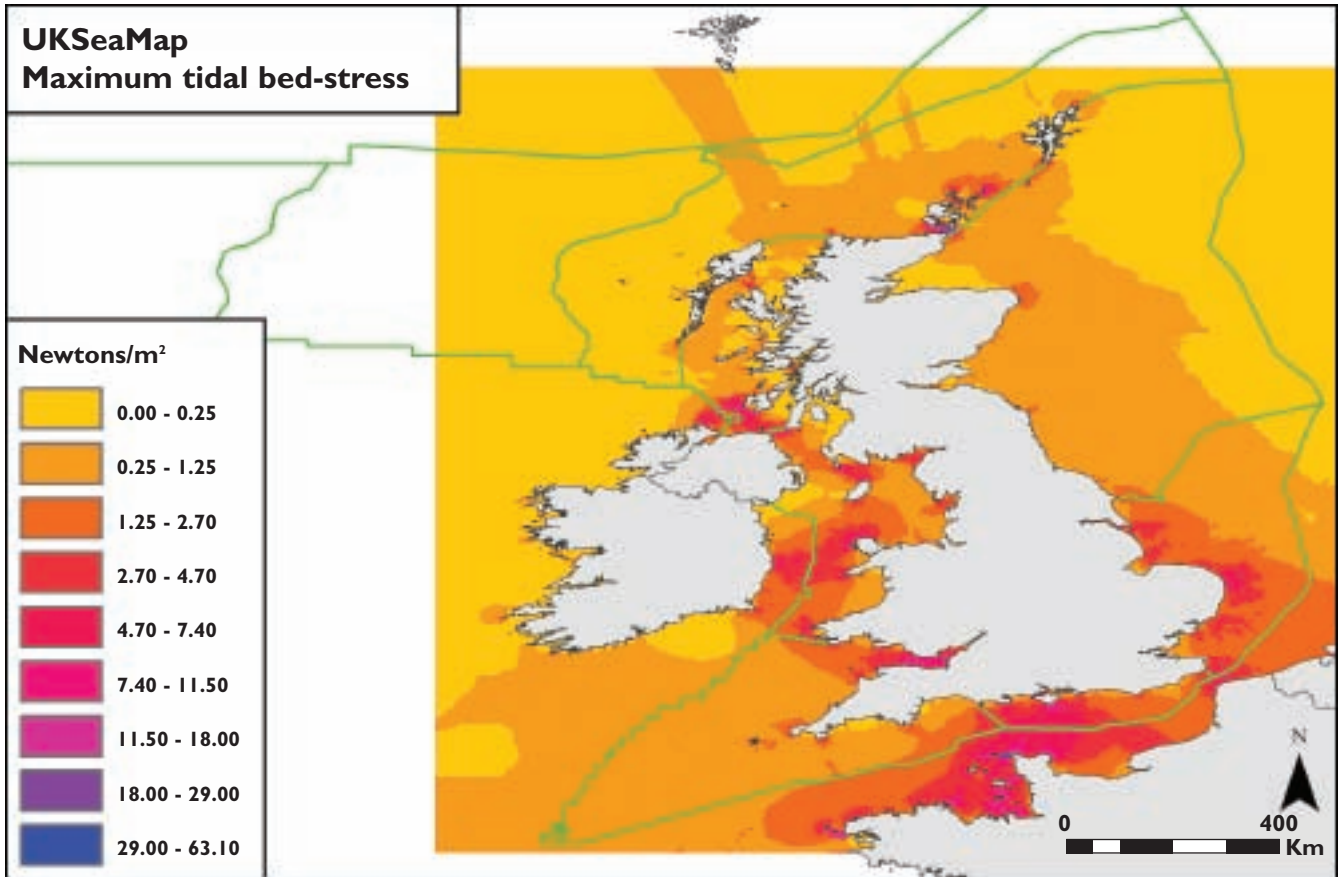 UKSeaMap
Maximum tidal bed-stress
Newtons/m²
0.00 - 0.25
0.25 - 1.25
1.25 - 2.70
2.70 - 4.70
4.70 - 7.40
7.40 - 11.50
11.50 - 18.00
18.00 - 29.00
29.00 - 63.10
N
0 400
Km